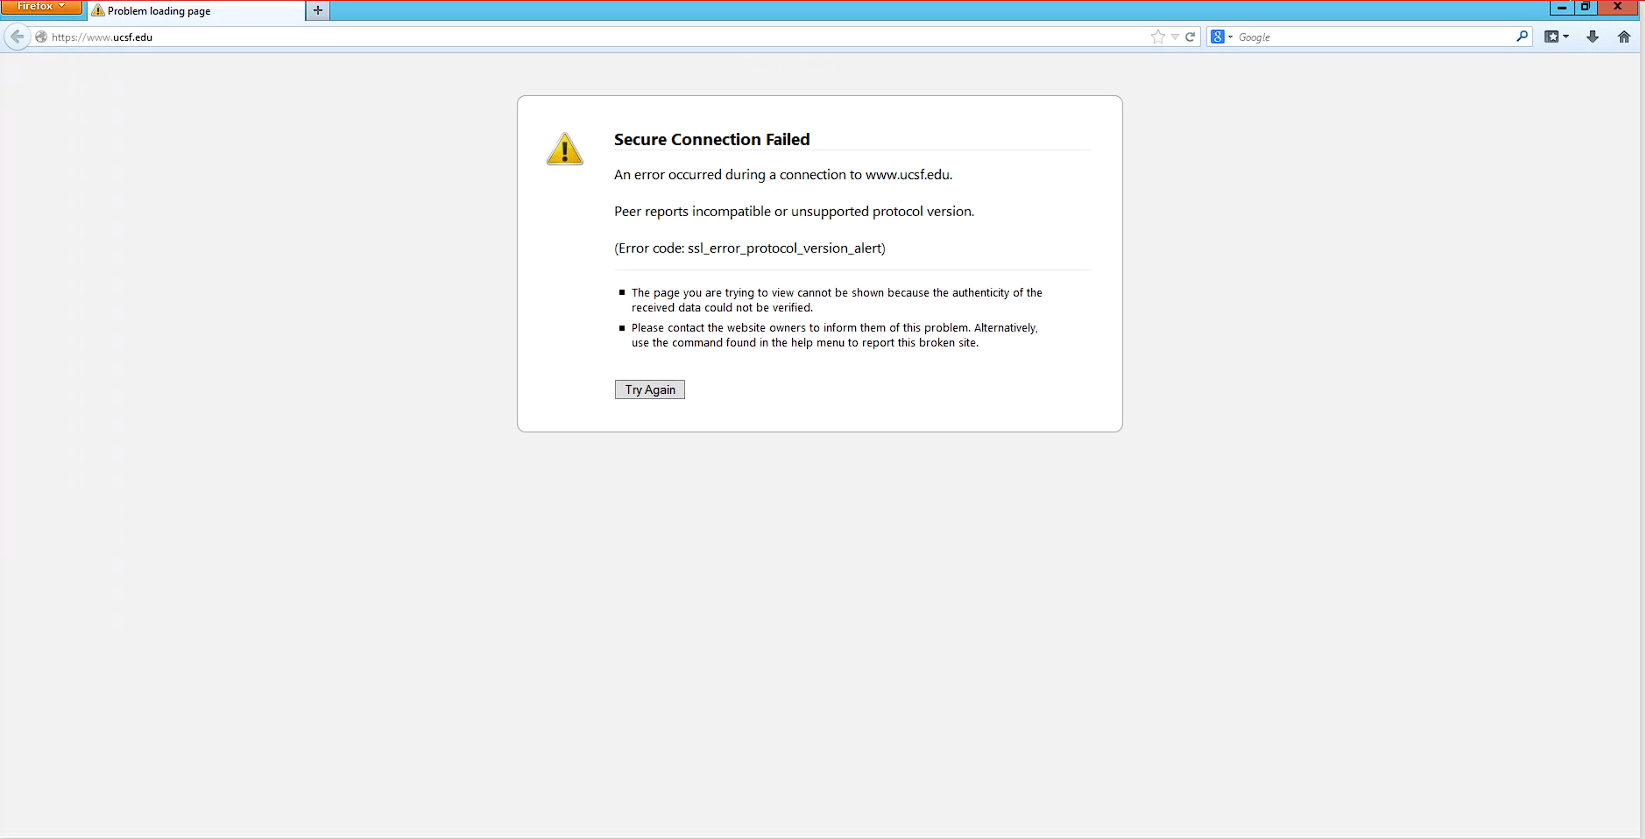 Firefox
Problem loading page
https://www.ucsf.edu
Google
Secure Connection Failed
An error occurred during a connection to www.ucsf.edu.
Peer reports incompatible or unsupported protocol version.
(Error code: ssl_error_protocol_version_alert)
The page you are trying to view cannot be shown because the authenticity of the
received data could not be verified.
Please contact the website owners to inform them of this problem. Alternatively,
use the command found in the help menu to report this broken site.
Try Again